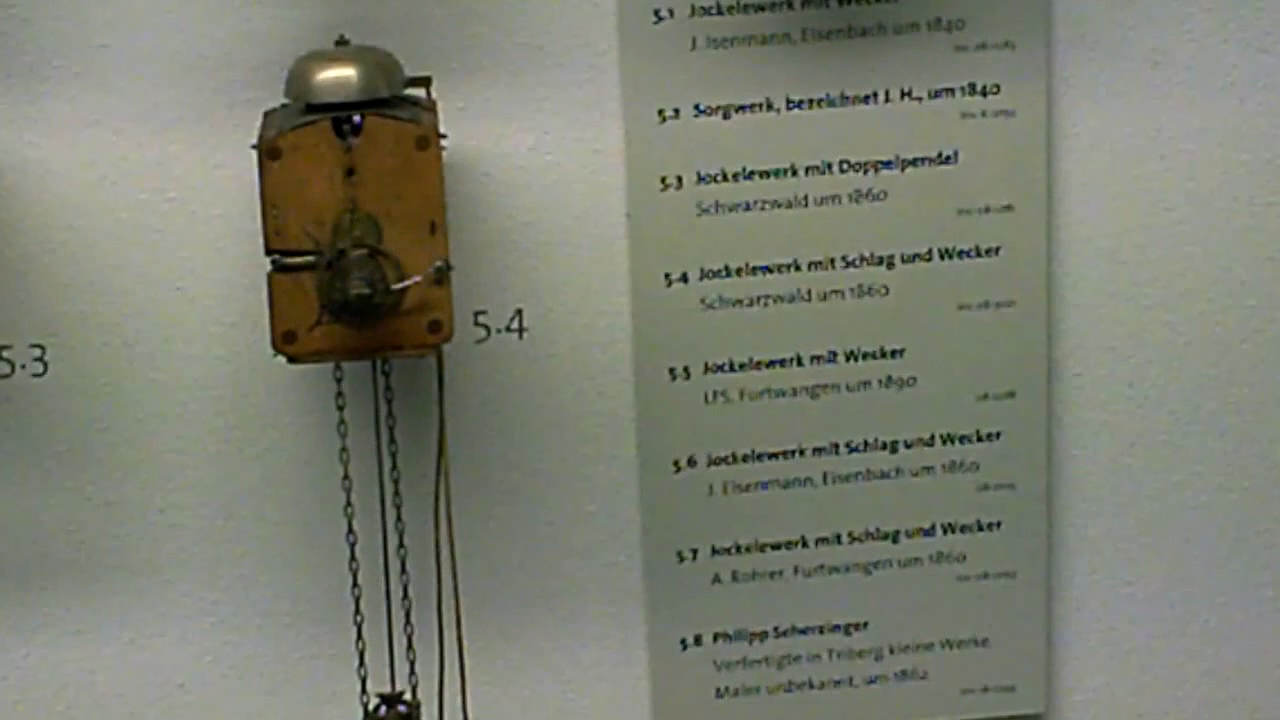 5.1 Jockelewerk mit Wecker
J. Isenmann, Eisenbach um 1840
5.2 Sorgwerk, bezeichnet J. H., um 1840
5.3 Jockelewerk mit Doppelpendel
Schwarzwald um 1860
5.4 Jockelewerk mit Schlag und Wecker
Schwarzwald um 1860
5.5 Jockelewerk mit Wecker
LFS, Furtwangen um 1890
5.6 Jockelewerk mit Schlag und Wecker
J. Eisenmann, Eisenbach um 1860
5.7 Jockelewerk mit Schlag und Wecker
A. Rohrer, Furtwangen um 1860
5.8 Philipp Scherzinger
Verfertigte in Triberg kleine Werke
Maler unbekannt, um 1862
5.4
5.3